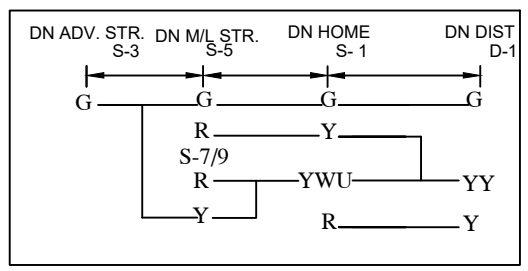 DN ADV. STR. DN M/L STR. DN HOME DN DIST
S-3 S-5 S- 1 D-1
G G G G
R Y
S-7/9
R YWU YY
Y
R Y